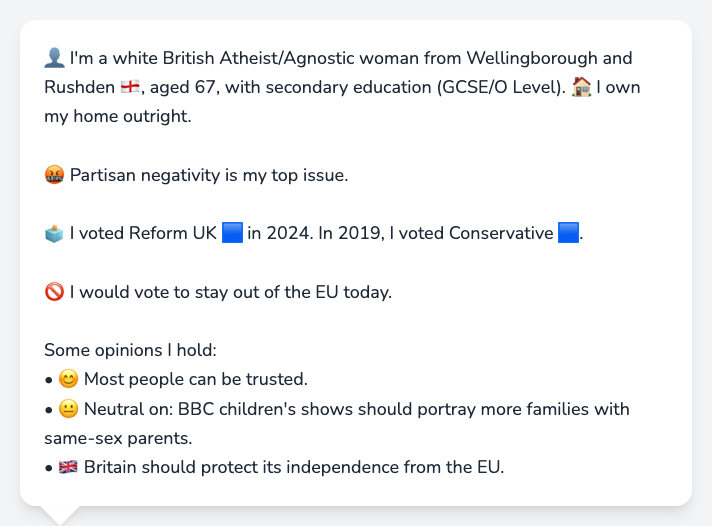 👤 I'm a white British Atheist/Agnostic woman from Wellingborough and
Rushden 🏴󠁧󠁢󠁥󠁮󠁧󠁿, aged 67, with secondary education (GCSE/O Level). 🏠 I own
my home outright.
🤬 Partisan negativity is my top issue.
🗳️ I voted Reform UK 🟦 in 2024. In 2019, I voted Conservative 🟦.
🚫 I would vote to stay out of the EU today.
Some opinions I hold:
• 😊 Most people can be trusted.
• 😐 Neutral on: BBC children's shows should portray more families with
same-sex parents.
• 🇬🇧 Britain should protect its independence from the EU.